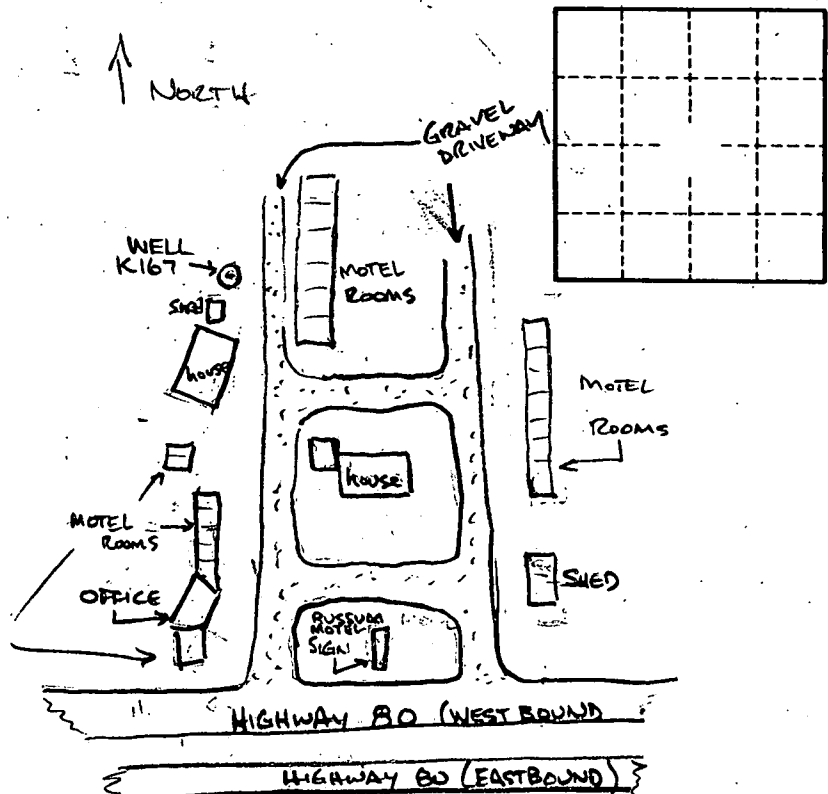 NORTH
GRAVEL
DRIVEWAY
WELL
K167
Shed
house
MOTEL
ROOMS
MOTEL
ROOMS
house
MOTEL
ROOMS
OFFICE
SHED
RUSSUM
MOTEL
SIGN
HIGHWAY 80 (WEST BOUND
HIGHWAY 80 (EASTBOUND)